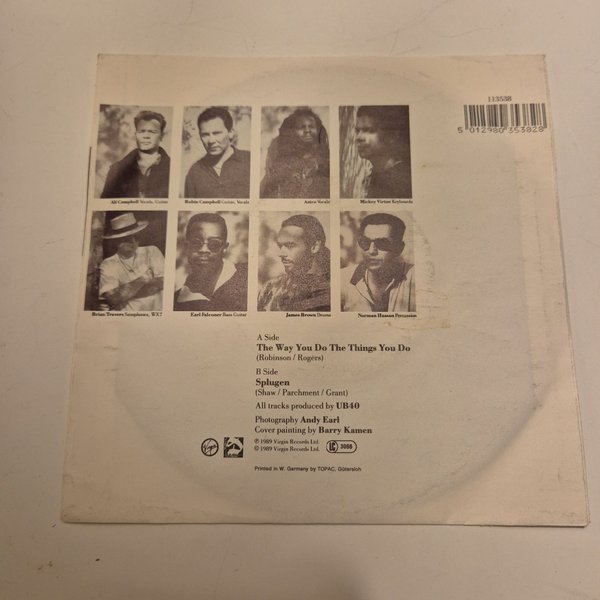 113538
5 012980 353828
Ali Campbell Vocals, Guitar
Robin Campbell Guitar, Vocals
Astro Vocals
Mickey Virtue Keyboards
Brian Travers Saxophones, WX7
Earl Falconer Bass Guitar
James Brown Drums
Norman Hassan Percussion
A Side
The Way You Do The Things You Do
(Robinson / Rogers)
B Side
Splugen
(Shaw / Parchment / Grant)
All tracks produced by UB40
Photography Andy Earl
Cover painting by Barry Kamen
Virgin
℗ 1989 Virgin Records Ltd.
© 1989 Virgin Records Ltd.
LC 3098
Printed in W. Germany by TOPAC, Gütersloh